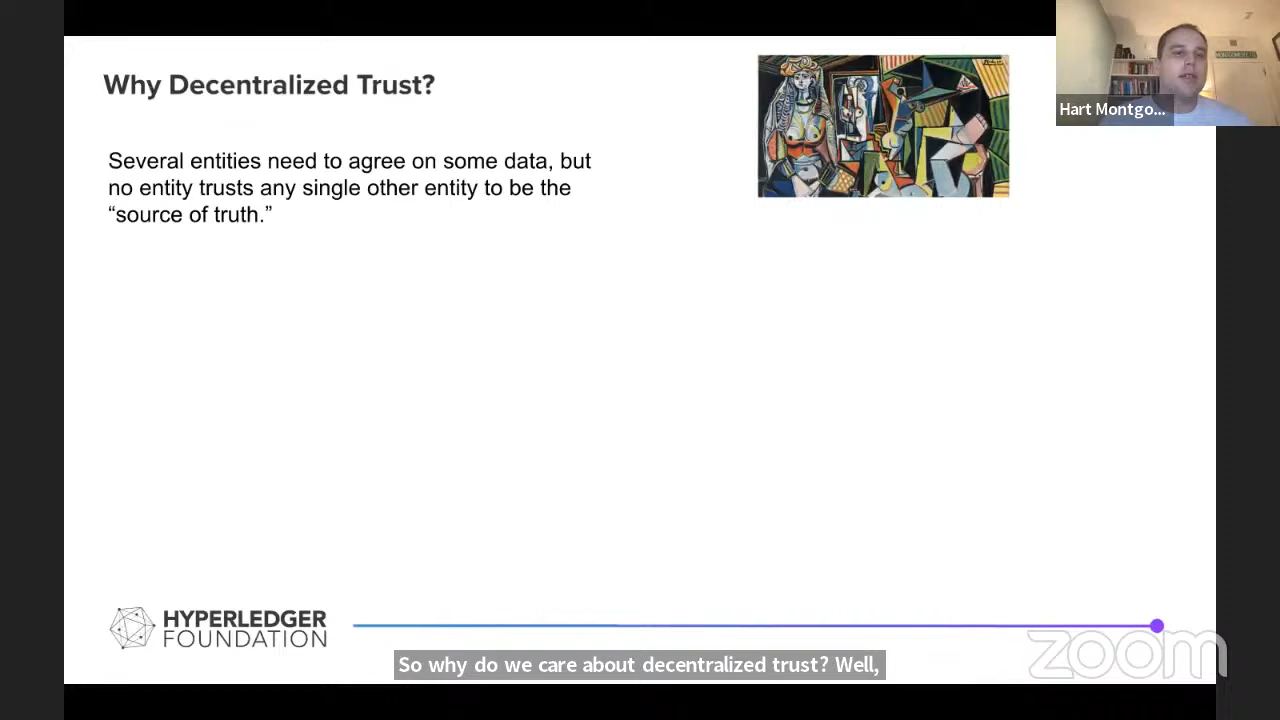 Why Decentralized Trust?
Hart Montgo...
Several entities need to agree on some data, but
no entity trusts any single other entity to be the
“source of truth.”
HYPERLEDGER
FOUNDATION
zoom
So why do we care about decentralized trust? Well,